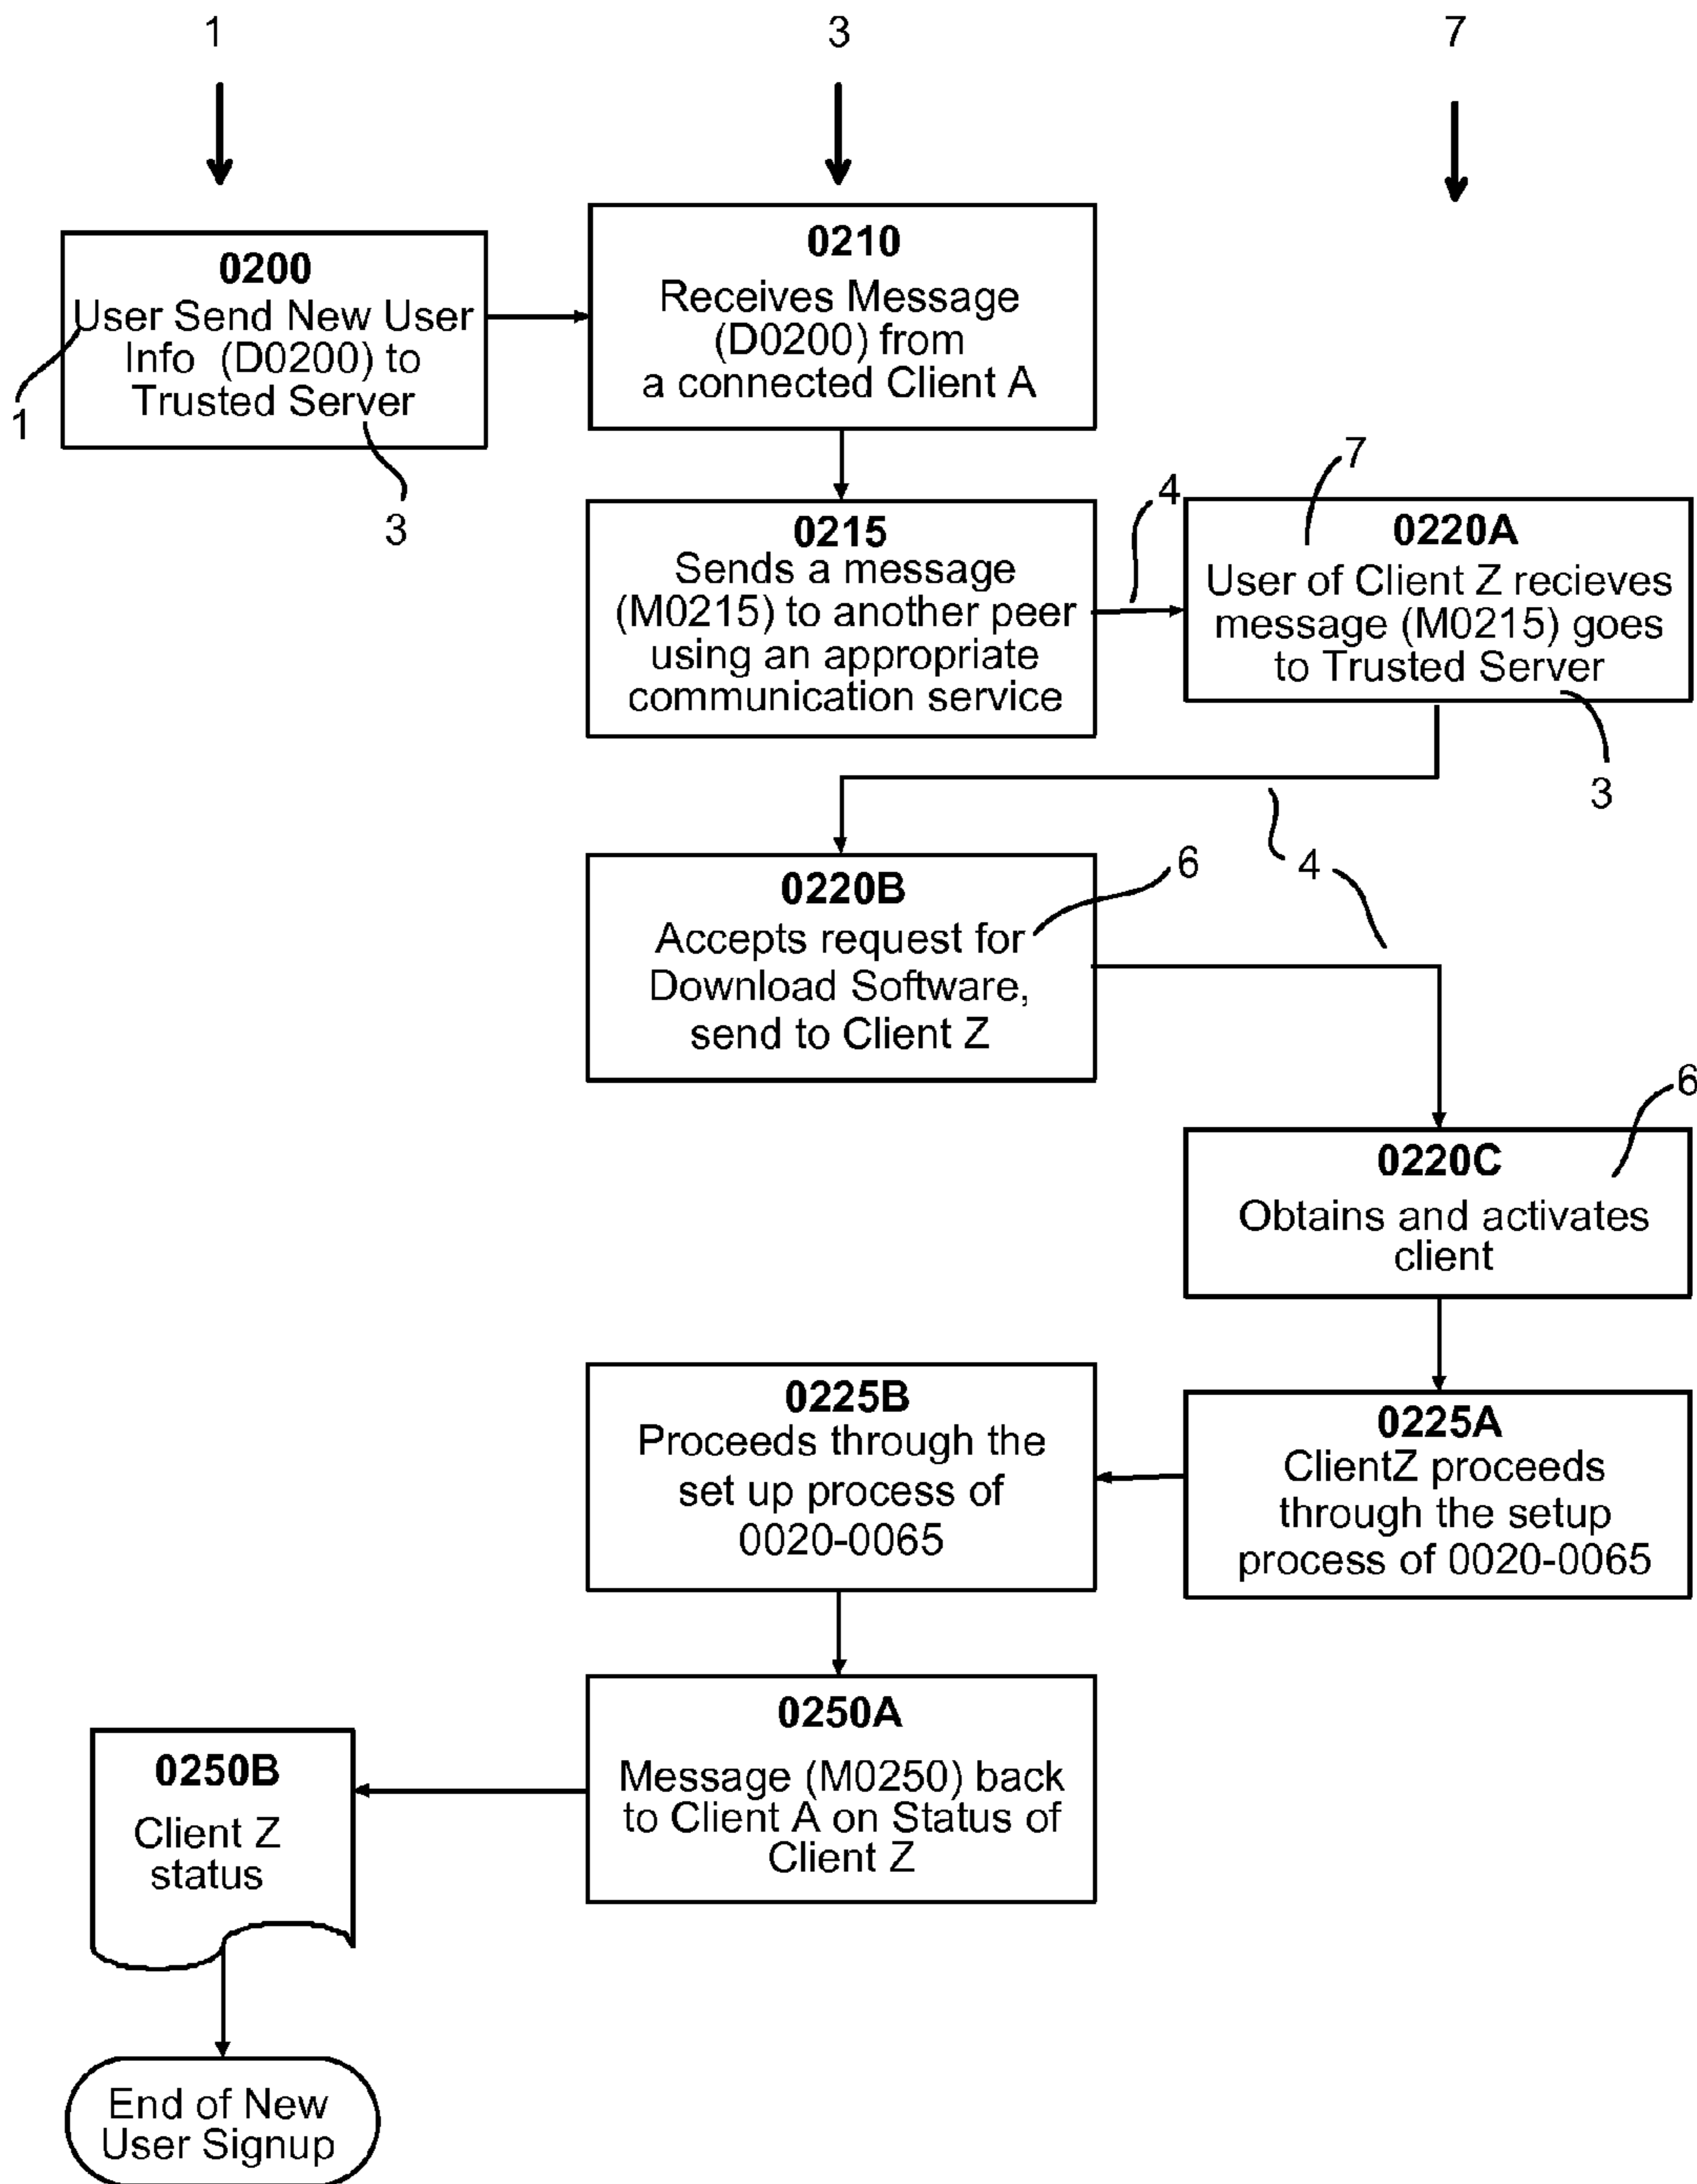 1
3
7
0200
User Send New User
Info (D0200) to
Trusted Server
1
3
0210
Receives Message
(D0200) from
a connected Client A
0215
Sends a message
(M0215) to another peer
using an appropriate
communication service
4
7
0220A
User of Client Z recieves
message (M0215) goes
to Trusted Server
3
4
0220B
Accepts request for
Download Software,
send to Client Z
6
6
0220C
Obtains and activates
client
0225A
ClientZ proceeds
through the setup
process of 0020-0065
0225B
Proceeds through the
set up process of
0020-0065
0250A
Message (M0250) back
to Client A on Status of
Client Z
0250B
Client Z
status
End of New
User Signup